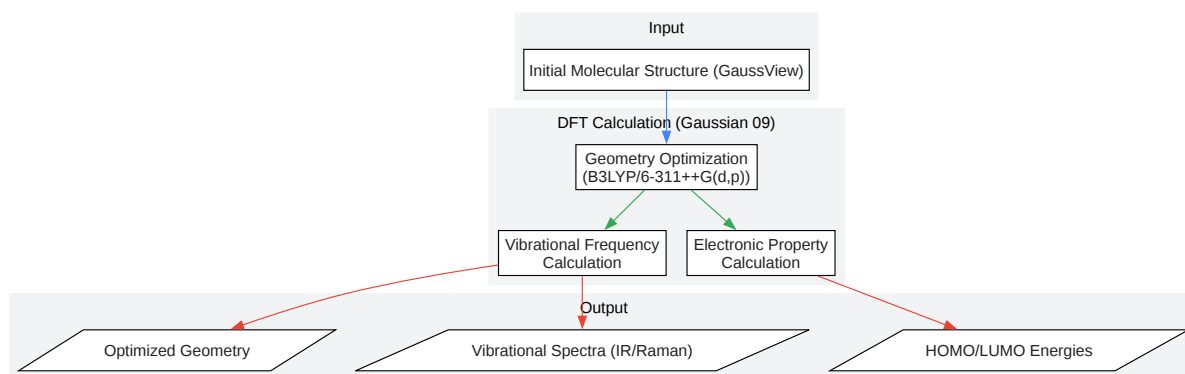 Input
Initial Molecular Structure (GaussView)
DFT Calculation (Gaussian 09)
Geometry Optimization
(B3LYP/6-311++G(d,p))
Vibrational Frequency
Calculation
Electronic Property
Calculation
Output
Optimized Geometry
Vibrational Spectra (IR/Raman)
HOMO/LUMO Energies